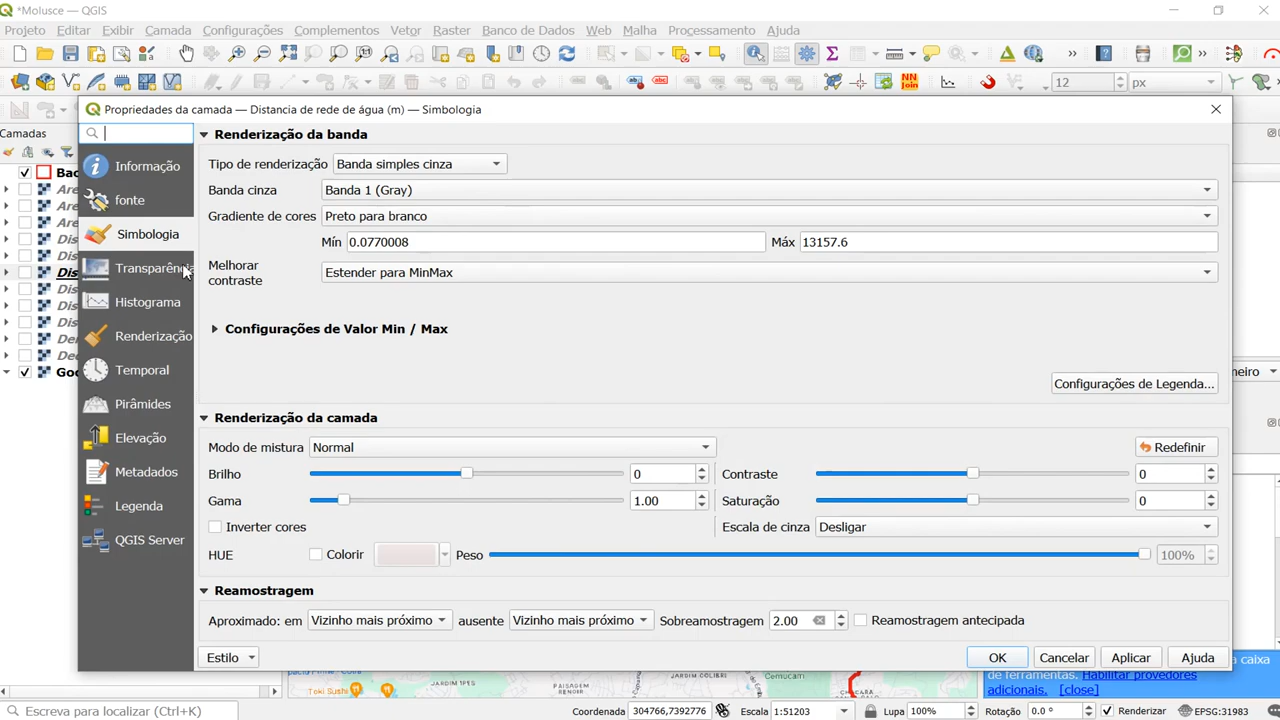 *Molusce — QGIS
Projeto Editar Exibir Camada Configurações Complementos Vetor Raster Banco de Dados Web Malha Processamento Ajuda
12 px
Propriedades da camada — Distancia de rede de água (m) — Simbologia
Camadas
Informação
fonte
Simbologia
Transparência
Histograma
Renderização
Temporal
Pirâmides
Elevação
Metadados
Legenda
QGIS Server
Renderização da banda
Tipo de renderização Banda simples cinza
Banda cinza Banda 1 (Gray)
Gradiente de cores Preto para branco
Mín 0.0770008 Máx 13157.6
Melhorar contraste Estender para MinMax
Configurações de Valor Min / Max
Configurações de Legenda...
Renderização da camada
Modo de mistura Normal Redefinir
Brilho 0 Contraste 0
Gama 1.00 Saturação 0
Inverter cores Escala de cinza Desligar
HUE Colorir Peso 100%
Reamostragem
Aproximado: em Vizinho mais próximo ausente Vizinho mais próximo Sobreamostragem 2.00 Reamostragem antecipada
Estilo OK Cancelar Aplicar Ajuda
a caixa
de ferramentas. Habilitar provedores
adicionais. [close]
Toki Sushi
JARDIM IPÊS
PAISAGEM
RENOIR
JARDIM COLIBRI
Cemucam
Escreva para localizar (Ctrl+K) Coordenada 304766,7392776 Escala 1:51203 Lupa 100% Rotação 0.0 ° Renderizar EPSG:31983